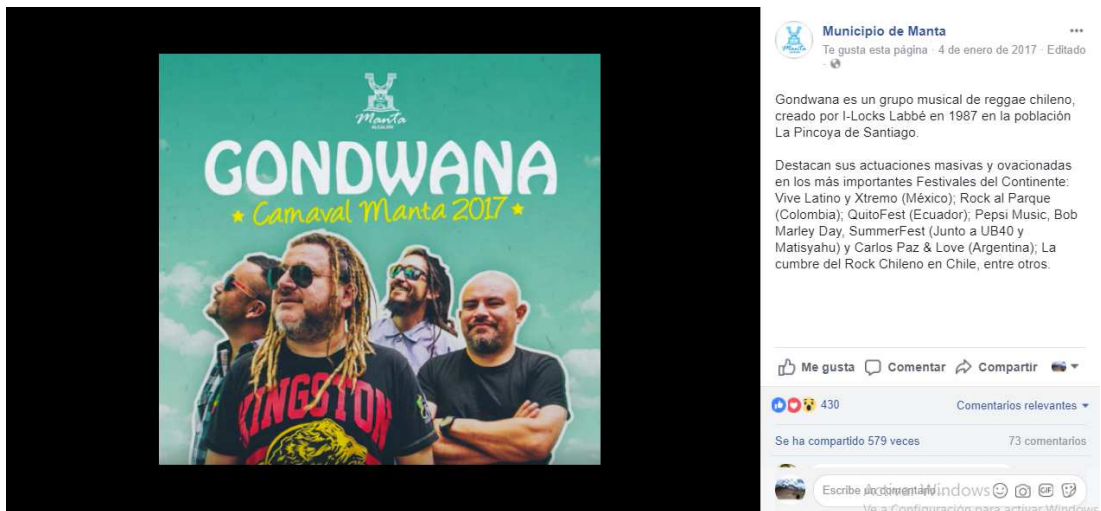 Manta
ALCALDÍA
GONDWANA
Carnaval Manta 2017
KINGSTON
Municipio de Manta
Te gusta esta página · 4 de enero de 2017 · Editado
·
Gondwana es un grupo musical de reggae chileno,
creado por I-Locks Labbé en 1987 en la población
La Pincoya de Santiago.
Destacan sus actuaciones masivas y ovacionadas
en los más importantes Festivales del Continente:
Vive Latino y Xtremo (México); Rock al Parque
(Colombia); QuitoFest (Ecuador); Pepsi Music, Bob
Marley Day, SummerFest (Junto a UB40 y
Matisyahu) y Carlos Paz & Love (Argentina); La
cumbre del Rock Chileno en Chile, entre otros.
Me gusta Comentar Compartir
430 Comentarios relevantes
Se ha compartido 579 veces 73 comentarios
Escribe un comentario...
Activar Windows
GIF
Ve a Configuración para activar Windows